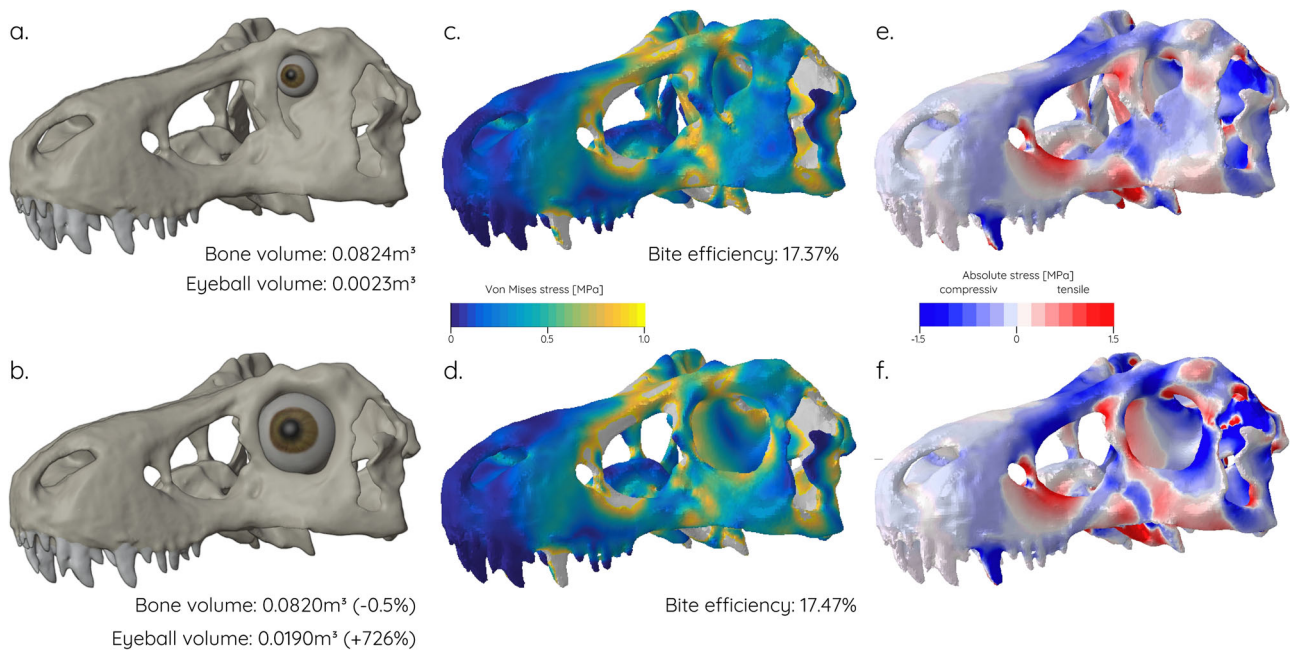 a.
c.
e.
Bone volume: 0.0824m³
Eyeball volume: 0.0023m³
Bite efficiency: 17.37%
Von Mises stress [MPa]
0
0.5
1.0
Absolute stress [MPa]
compressiv
tensile
-1.5
0
1.5
b.
d.
f.
Bone volume: 0.0820m³ (-0.5%)
Eyeball volume: 0.0190m³ (+726%)
Bite efficiency: 17.47%